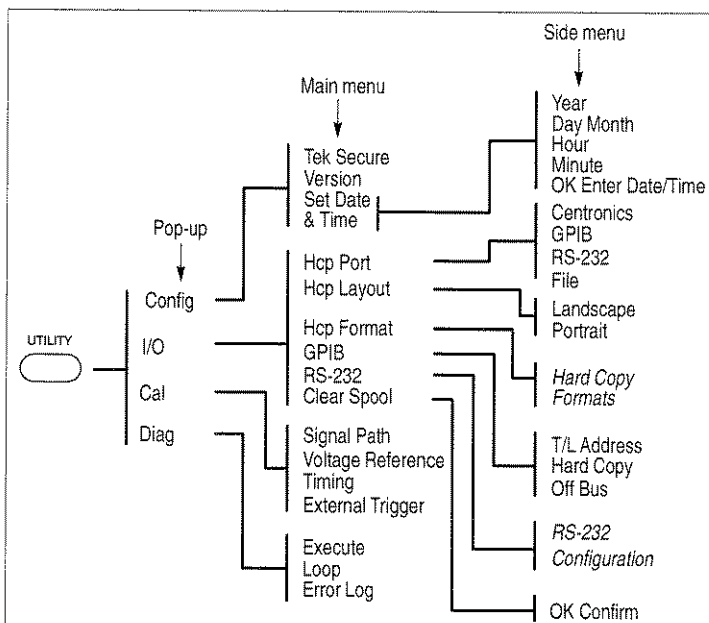 Side menu
Main menu
Pop-up
UTILITY
Config
I/O
Cal
Diag
Tek Secure
Version
Set Date
& Time
Hcp Port
Hcp Layout
Hcp Format
GPIB
RS-232
Clear Spool
Signal Path
Voltage Reference
Timing
External Trigger
Execute
Loop
Error Log
Year
Day Month
Hour
Minute
OK Enter Date/Time
Centronics
GPIB
RS-232
File
Landscape
Portrait
Hard Copy
Formats
T/L Address
Hard Copy
Off Bus
RS-232
Configuration
OK Confirm